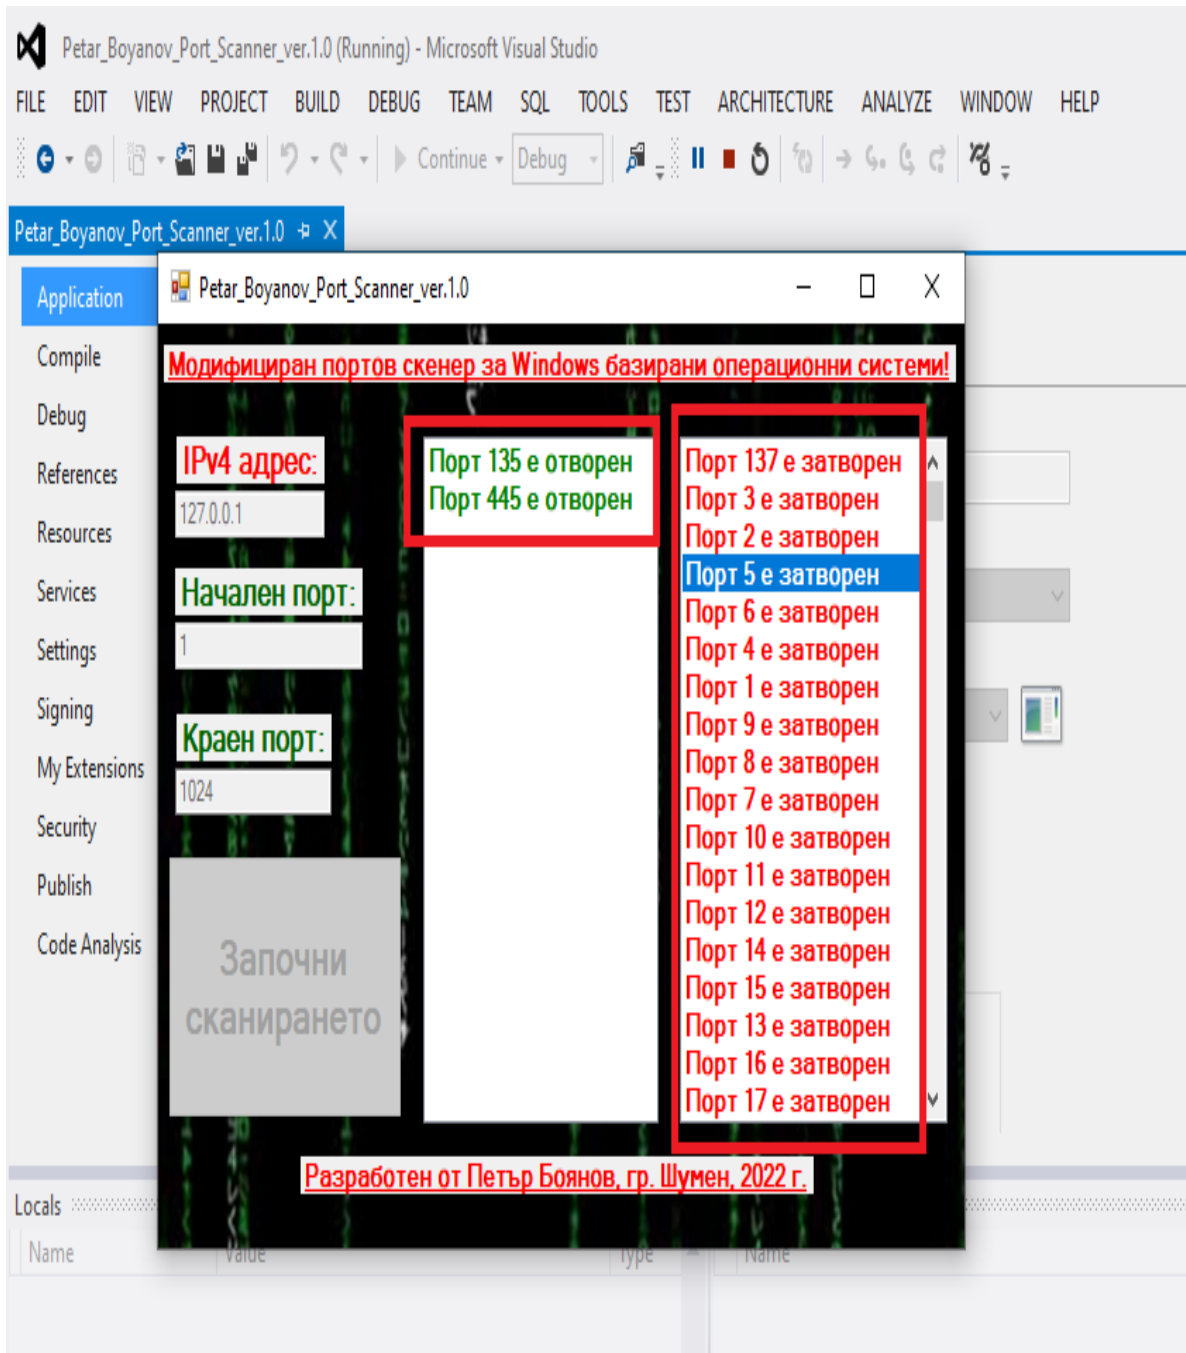 Petar_Boyanov_Port_Scanner_ver.1.0 (Running) - Microsoft Visual Studio
FILE EDIT VIEW PROJECT BUILD DEBUG TEAM SQL TOOLS TEST ARCHITECTURE ANALYZE WINDOW HELP
Continue Debug
Petar_Boyanov_Port_Scanner_ver.1.0
Application
Compile
Debug
References
Resources
Services
Settings
Signing
My Extensions
Security
Publish
Code Analysis
Petar_Boyanov_Port_Scanner_ver.1.0
Модифициран портов скенер за Windows базирани операционни системи!
IPv4 адрес:
127.0.0.1
Начален порт:
1
Краен порт:
1024
Започни
сканирането
Порт 135 е отворен
Порт 445 е отворен
Порт 137 е затворен
Порт 3 е затворен
Порт 2 е затворен
Порт 5 е затворен
Порт 6 е затворен
Порт 4 е затворен
Порт 1 е затворен
Порт 9 е затворен
Порт 8 е затворен
Порт 7 е затворен
Порт 10 е затворен
Порт 11 е затворен
Порт 12 е затворен
Порт 14 е затворен
Порт 15 е затворен
Порт 13 е затворен
Порт 16 е затворен
Порт 17 е затворен
Разработен от Петър Боянов, гр. Шумен, 2022 г.
Locals
Name Value Type Name